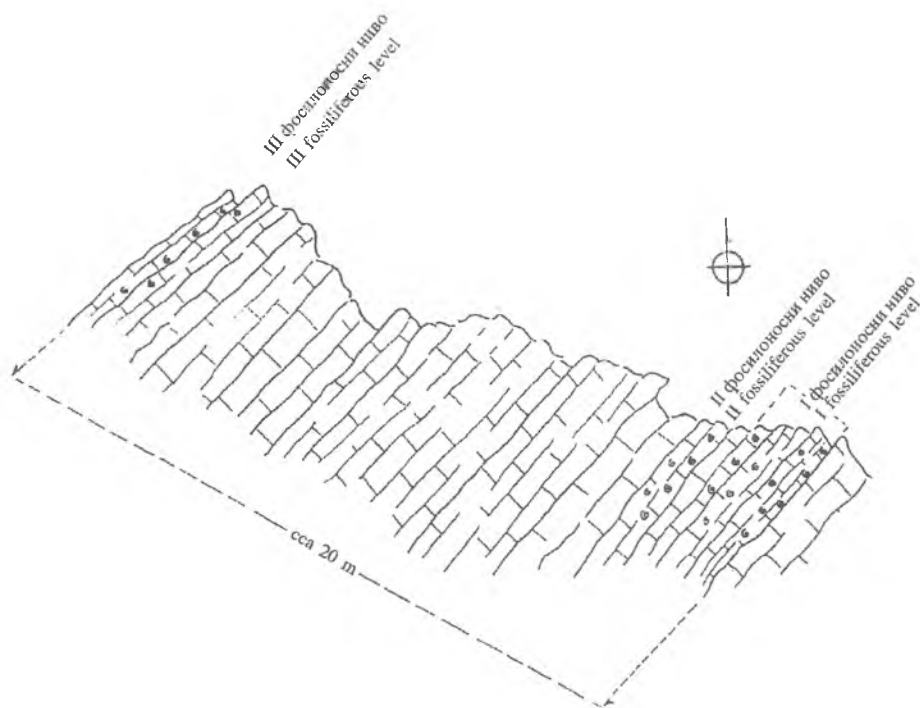 III фосилоносни ниво
III fossiliferous level
II фосилоносни ниво
II fossiliferous level
I фосилоносни ниво
I fossiliferous level
cca 20 m